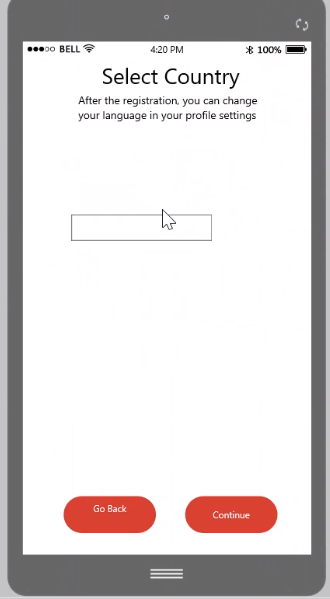 BELL 4:20 PM 100%
Select Country
After the registration, you can change
your language in your profile settings
Go Back
Continue